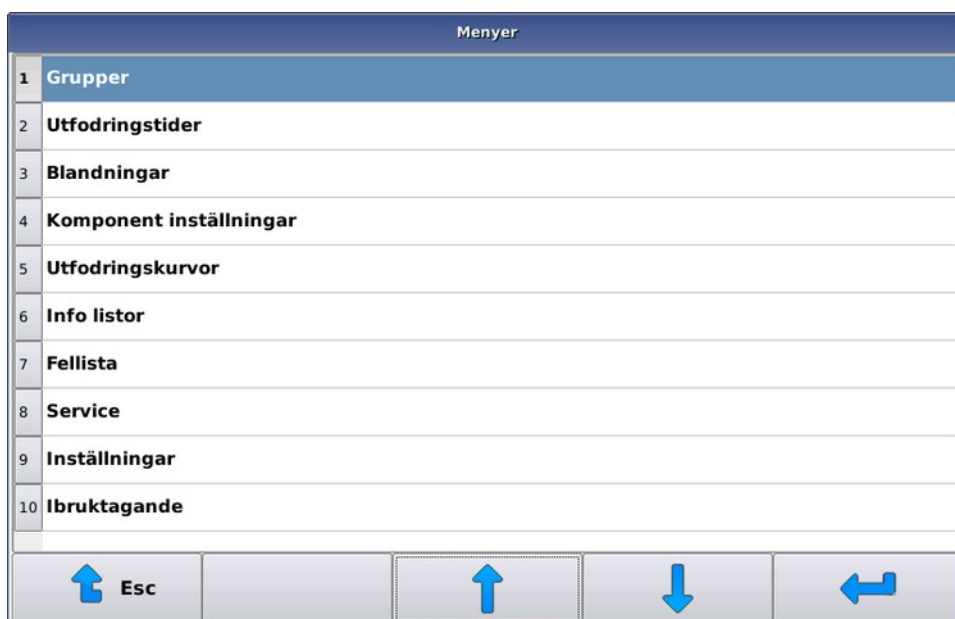 Menyer
1 Grupper
2 Utfodringstider
3 Blandningar
4 Komponent inställningar
5 Utfodringskurvor
6 Info listor
7 Fellista
8 Service
9 Inställningar
10 Ibruktagande
Esc